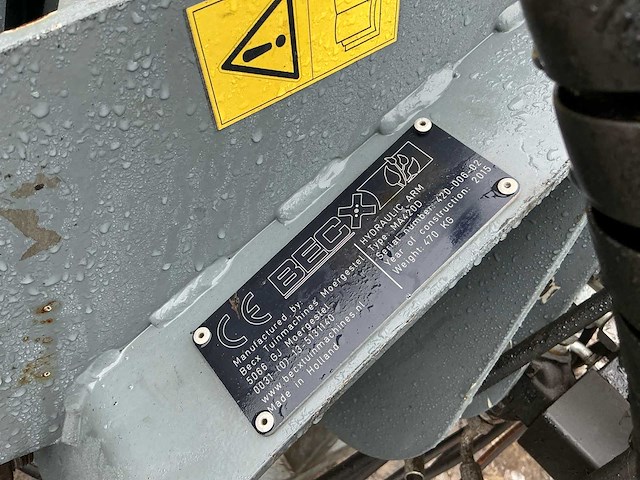 CE BECX
Manufactured by
Becx Tuinmachines Moergestel
5066 GJ Moergestel
0031-(0)-13-5131140
www.becxtuinmachines.nl
Made in Holland
HYDRAULIC ARM
Type: MA420D
Serial number: 420-006-02
Year of construction: 2015
Weight: 470 KG